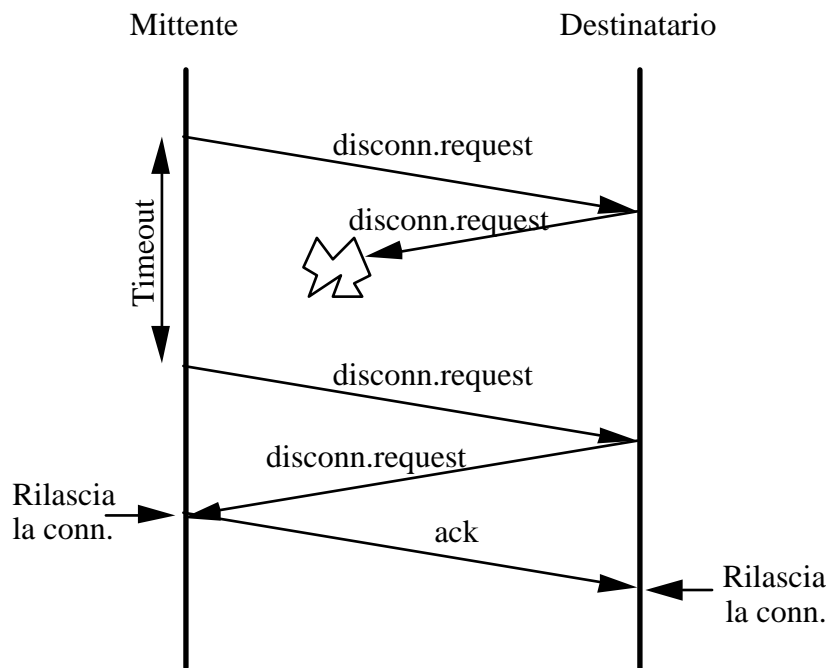 Mittente
Destinatario
disconn.request
disconn.request
Timeout
disconn.request
disconn.request
Rilascia
la conn.
ack
Rilascia
la conn.